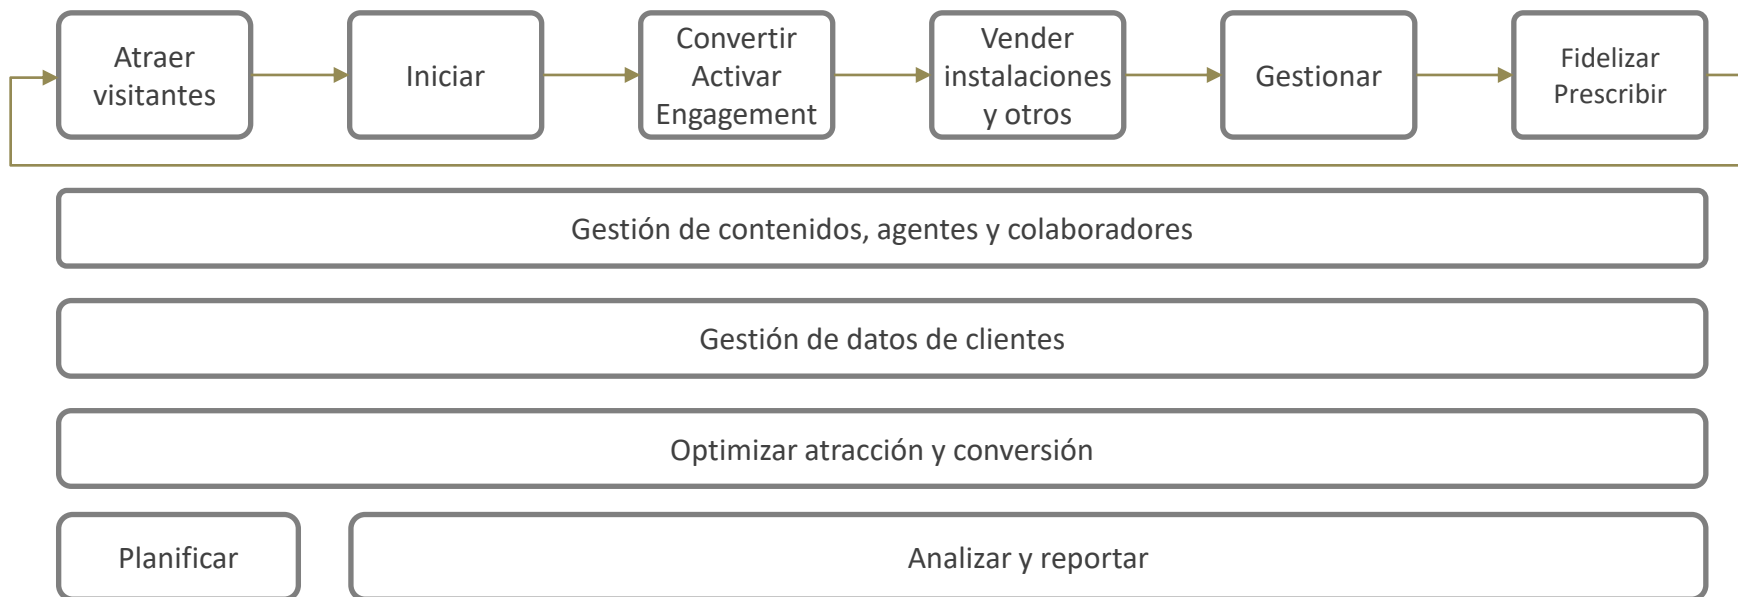 Atraer
visitantes
Iniciar
Convertir
Activar
Engagement
Vender
instalaciones
y otros
Gestionar
Fidelizar
Prescribir
Gestión de contenidos, agentes y colaboradores
Gestión de datos de clientes
Optimizar atracción y conversión
Planificar
Analizar y reportar